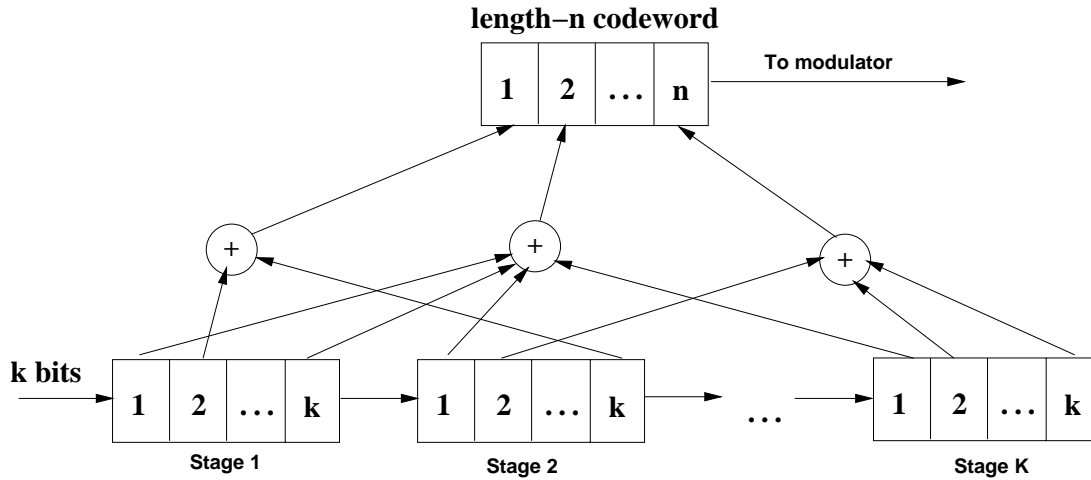 length−n codeword
1 2 ... n
To modulator
+ + +
k bits
1 2 ... k 1 2 ... k ... 1 2 ... k
Stage 1 Stage 2 Stage K